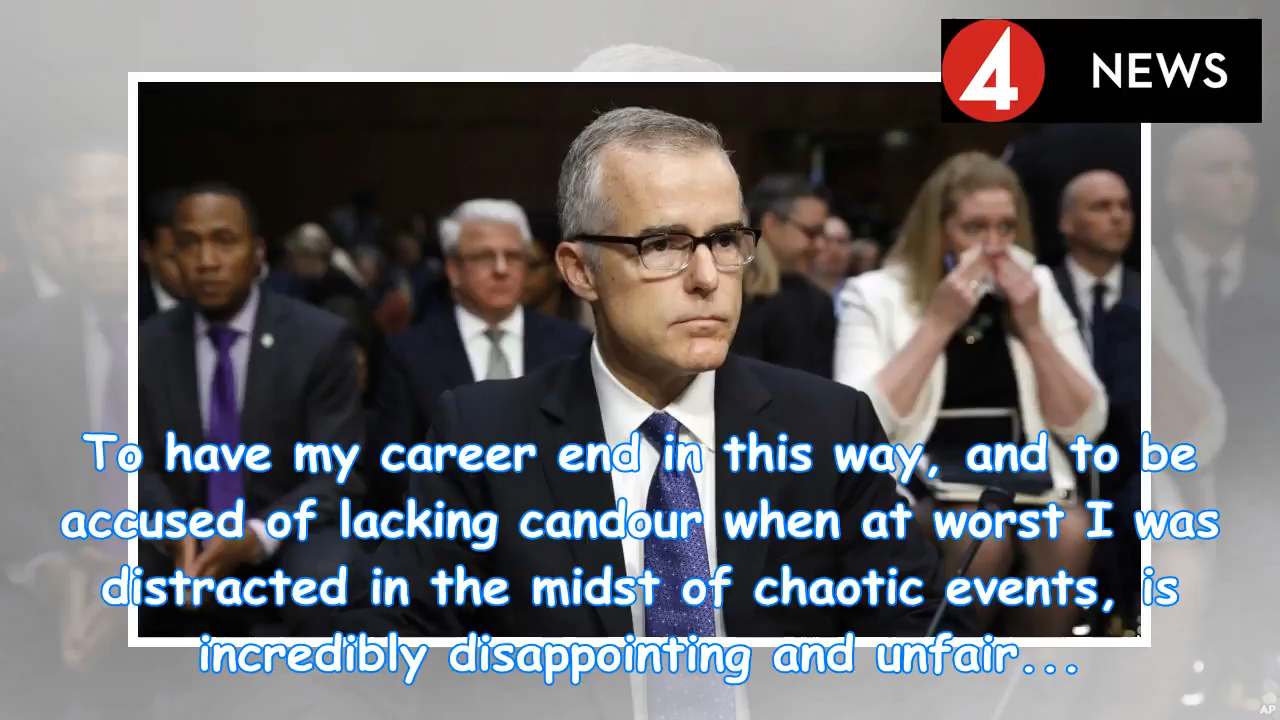 4 NEWS
To have my career end in this way, and to be
accused of lacking candour when at worst I was
distracted in the midst of chaotic events, is
incredibly disappointing and unfair...
AP